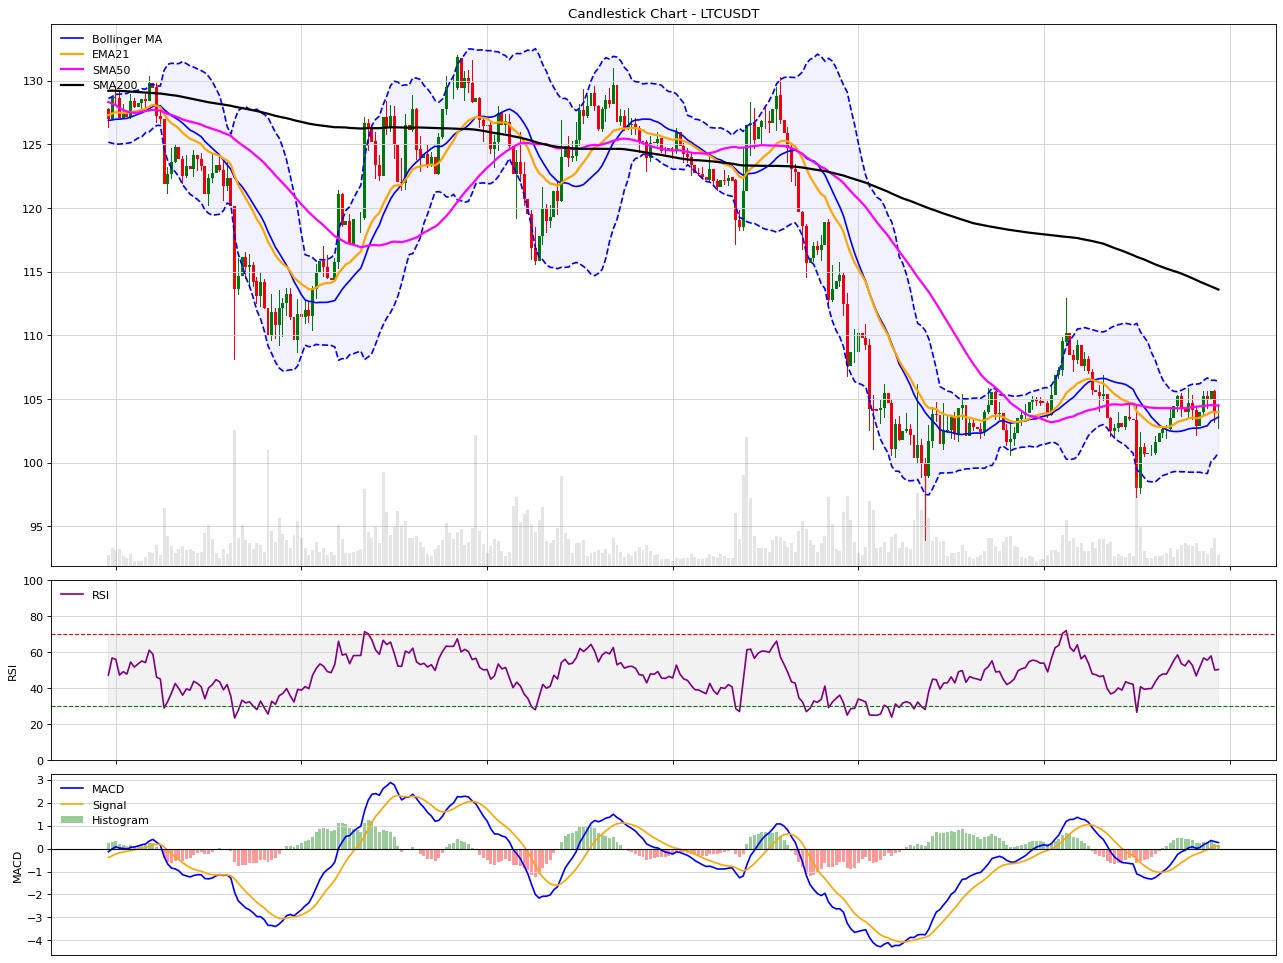 Candlestick Chart - LTCUSDT
Bollinger MA
EMA21
SMA50
SMA200
130
125
120
115
110
105
100
95
RSI
100
80
60
40
20
0
RSI
MACD
Signal
Histogram
3
2
1
0
−1
−2
−3
−4
MACD